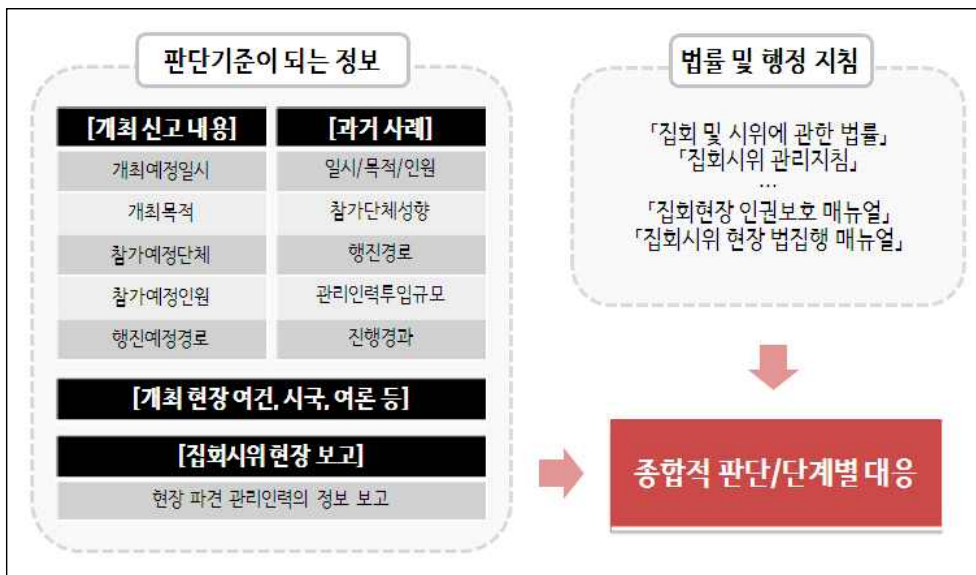 판단기준이 되는 정보
[개최 신고 내용]
개최예정일시
개최목적
참가예정단체
참가예정인원
행진예정경로
[과거 사례]
일시/목적/인원
참가단체성향
행진경로
관리인력투입규모
진행경과
[개최 현장 여건, 시국, 여론 등]
[집회시위 현장 보고]
현장 파견 관리인력의 정보 보고
법률 및 행정 지침
「집회 및 시위에 관한 법률」
「집회시위 관리지침」
…
「집회현장 인권보호 매뉴얼」
「집회시위 현장 법집행 매뉴얼」
종합적 판단/단계별 대응